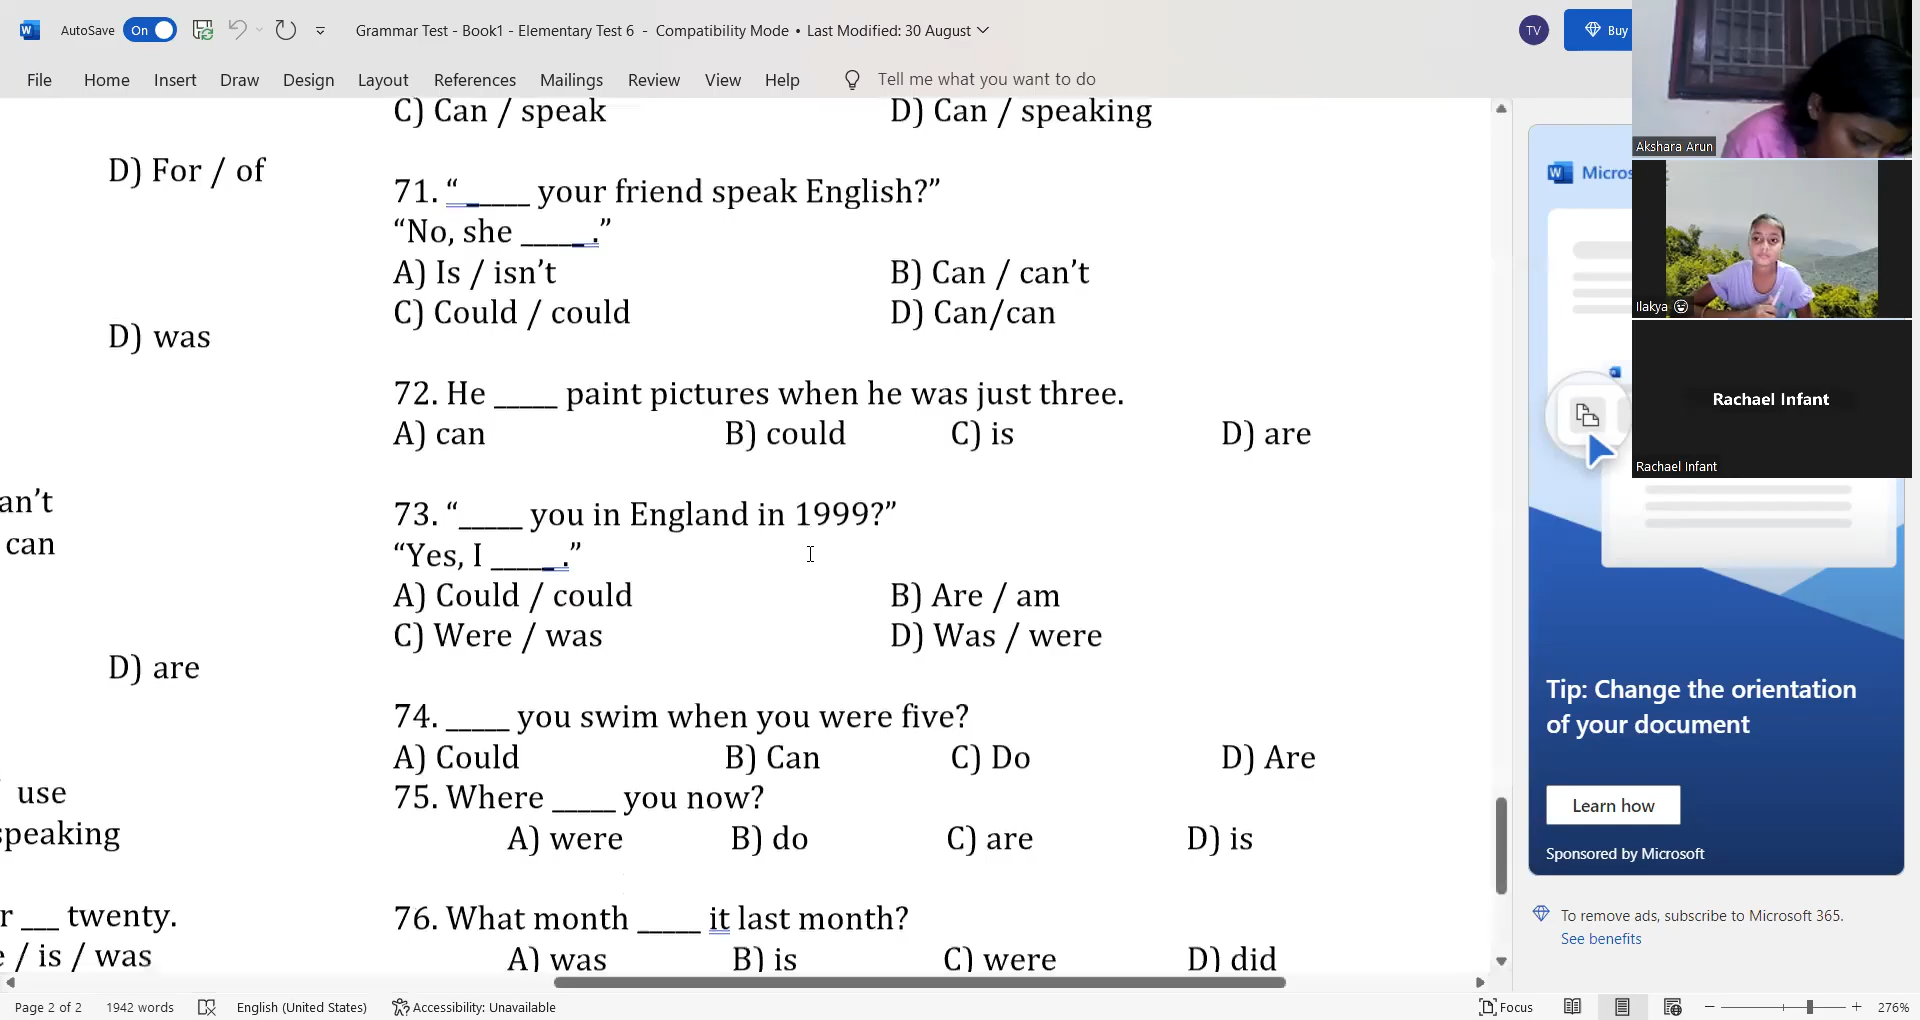 AutoSave On Grammar Test - Book1 - Elementary Test 6 - Compatibility Mode • Last Modified: 30 August TV Buy
File Home Insert Draw Design Layout References Mailings Review View Help Tell me what you want to do
C) Can / speak D) Can / speaking
D) For / of
71. “_____ your friend speak English?”
“No, she _____ .”
A) Is / isn’t B) Can / can’t
C) Could / could D) Can/can
D) was
72. He _____ paint pictures when he was just three.
A) can B) could C) is D) are
an’t
can
73. “_____ you in England in 1999?”
“Yes, I _____ .”
A) Could / could B) Are / am
C) Were / was D) Was / were
D) are
74. _____ you swim when you were five?
A) Could B) Can C) Do D) Are
use
speaking
75. Where _____ you now?
A) were B) do C) are D) is
r ___ twenty.
e / is / was
76. What month _____ it last month?
A) was B) is C) were D) did
Akshara Arun
Ilakya
Rachael Infant
Rachael Infant
W Micros
Tip: Change the orientation
of your document
Learn how
Sponsored by Microsoft
To remove ads, subscribe to Microsoft 365.
See benefits
Page 2 of 2 1942 words English (United States) Accessibility: Unavailable Focus 276%